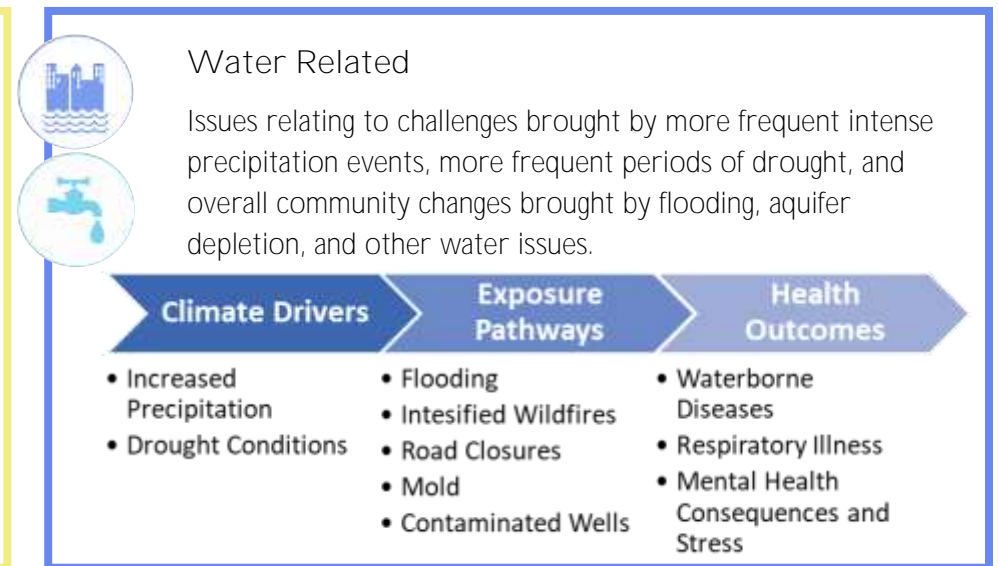 Water Related
Issues relating to challenges brought by more frequent intense
precipitation events, more frequent periods of drought, and
overall community changes brought by flooding, aquifer
depletion, and other water issues.
Climate Drivers
• Increased
Precipitation
• Drought Conditions
Exposure
Pathways
• Flooding
• Intesified Wildfires
• Road Closures
• Mold
• Contaminated Wells
Health
Outcomes
• Waterborne
Diseases
• Respiratory Illness
• Mental Health
Consequences and
Stress